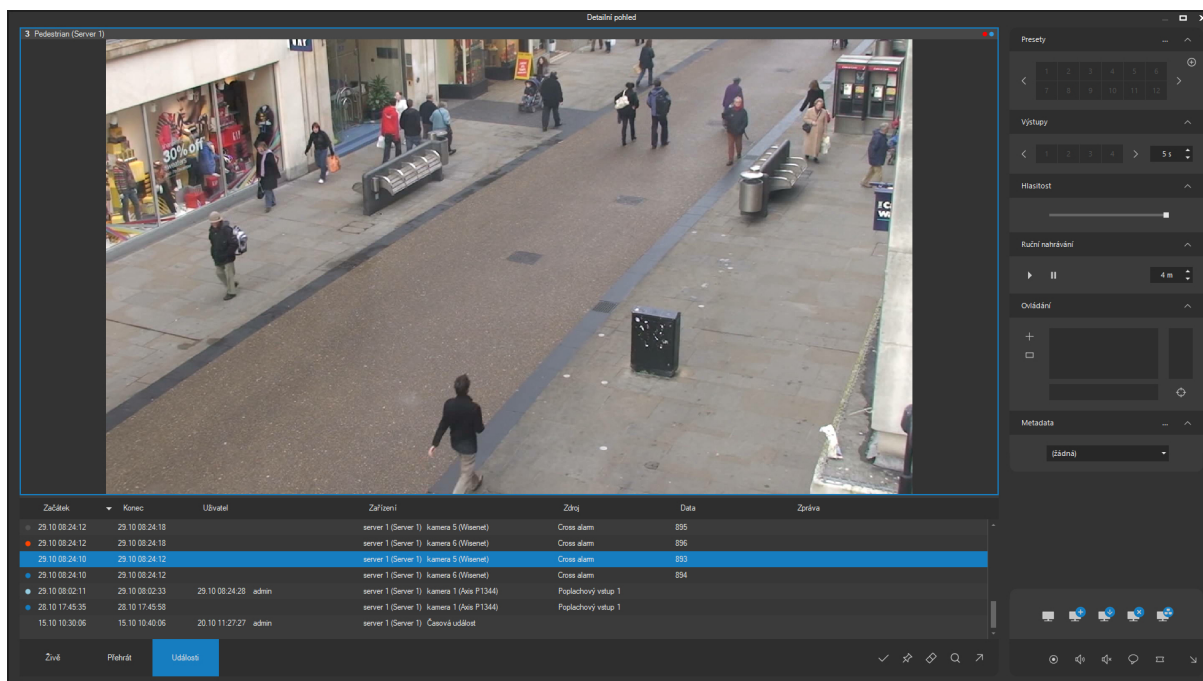 Detailní pohled
3 Pedestrian (Server 1)
30% off
Presety
1 2 3 4 5 6
7 8 9 10 11 12
Výstupy
1 2 3 4 5 s
Hlasitost
Ruční nahrávání
4 m
Ovládání
Metadata
(žádná)
Začátek Konec Uživatel Zařízení Zdroj Data Zpráva
29.10 08:24:12 29.10 08:24:18 server 1 (Server 1) kamera 5 (Wisenet) Cross alarm 895
29.10 08:24:12 29.10 08:24:18 server 1 (Server 1) kamera 6 (Wisenet) Cross alarm 896
29.10 08:24:10 29.10 08:24:12 server 1 (Server 1) kamera 5 (Wisenet) Cross alarm 893
29.10 08:24:10 29.10 08:24:12 server 1 (Server 1) kamera 6 (Wisenet) Cross alarm 894
29.10 08:02:11 29.10 08:02:33 29.10 08:24:28 admin server 1 (Server 1) kamera 1 (Axis P1344) Poplachový vstup 1
28.10 17:45:35 28.10 17:45:58 server 1 (Server 1) kamera 1 (Axis P1344) Poplachový vstup 1
15.10 10:30:06 15.10 10:40:06 20.10 11:27:27 admin server 1 (Server 1) Časová událost
Živě Přehrát Události